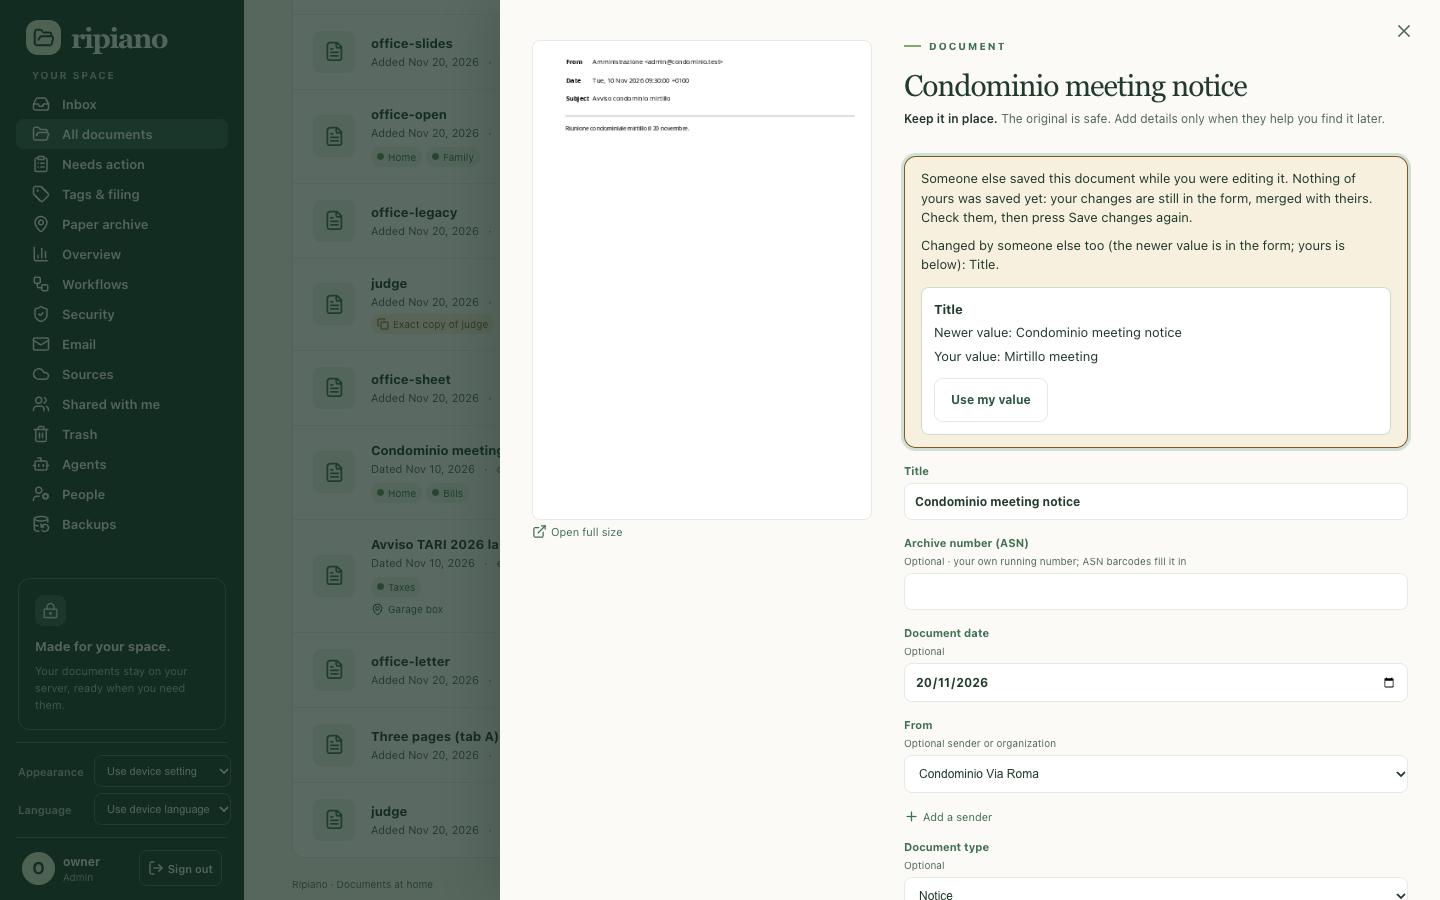 ripiano
YOUR SPACE
Inbox
All documents
Needs action
Tags & filing
Paper archive
Overview
Workflows
Security
Email
Sources
Shared with me
Trash
Agents
People
Backups
Made for your space.
Your documents stay on your
server, ready when you need
them.
Appearance
Use device setting
Language
Use device language
O
owner
Admin
Sign out
office-slides
Added Nov 20, 2026 ·
office-open
Added Nov 20, 2026 ·
Home
Family
office-legacy
Added Nov 20, 2026 ·
judge
Added Nov 20, 2026 ·
Exact copy of judge
office-sheet
Added Nov 20, 2026 ·
Condominio meeting
Dated Nov 10, 2026 ·
Home
Bills
Avviso TARI 2026
Dated Nov 10, 2026 ·
Taxes
Garage box
office-letter
Added Nov 20, 2026 ·
Three pages (tab A)
Added Nov 20, 2026 ·
judge
Added Nov 20, 2026 ·
Ripiano · Documents at home
From Amministrazione <admin@condominio.test>
Date Tue, 10 Nov 2026 09:30:00 +0100
Subject Avviso condominio mirtillo
Riunione condominiale mirtillo il 20 novembre.
Open full size
DOCUMENT
Condominio meeting notice
Keep it in place. The original is safe. Add details only when they help you find it later.
Someone else saved this document while you were editing it. Nothing of
yours was saved yet: your changes are still in the form, merged with theirs.
Check them, then press Save changes again.
Changed by someone else too (the newer value is in the form; yours is
below): Title.
Title
Newer value: Condominio meeting notice
Your value: Mirtillo meeting
Use my value
Title
Condominio meeting notice
Archive number (ASN)
Optional · your own running number; ASN barcodes fill it in
Document date
Optional
20/11/2026
From
Optional sender or organization
Condominio Via Roma
Add a sender
Document type
Optional
Notice